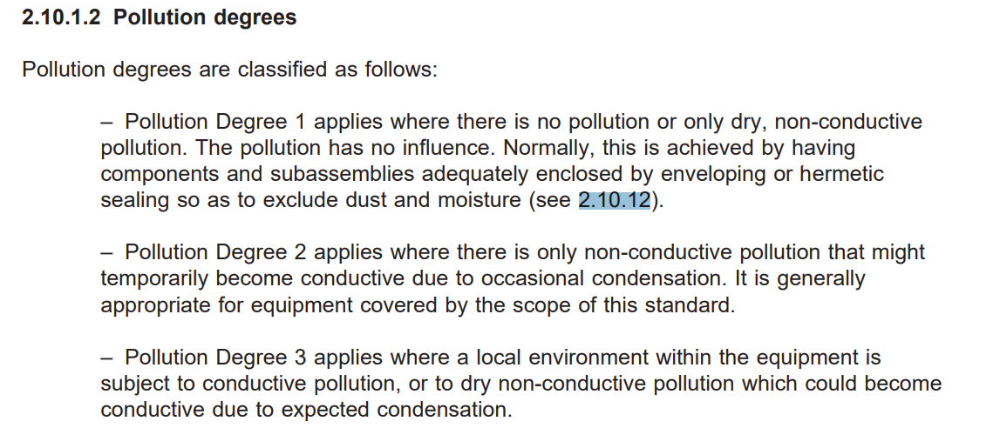 2.10.1.2 Pollution degrees
Pollution degrees are classified as follows:
– Pollution Degree 1 applies where there is no pollution or only dry, non-conductive
pollution. The pollution has no influence. Normally, this is achieved by having
components and subassemblies adequately enclosed by enveloping or hermetic
sealing so as to exclude dust and moisture (see 2.10.12).
– Pollution Degree 2 applies where there is only non-conductive pollution that might
temporarily become conductive due to occasional condensation. It is generally
appropriate for equipment covered by the scope of this standard.
– Pollution Degree 3 applies where a local environment within the equipment is
subject to conductive pollution, or to dry non-conductive pollution which could become
conductive due to expected condensation.